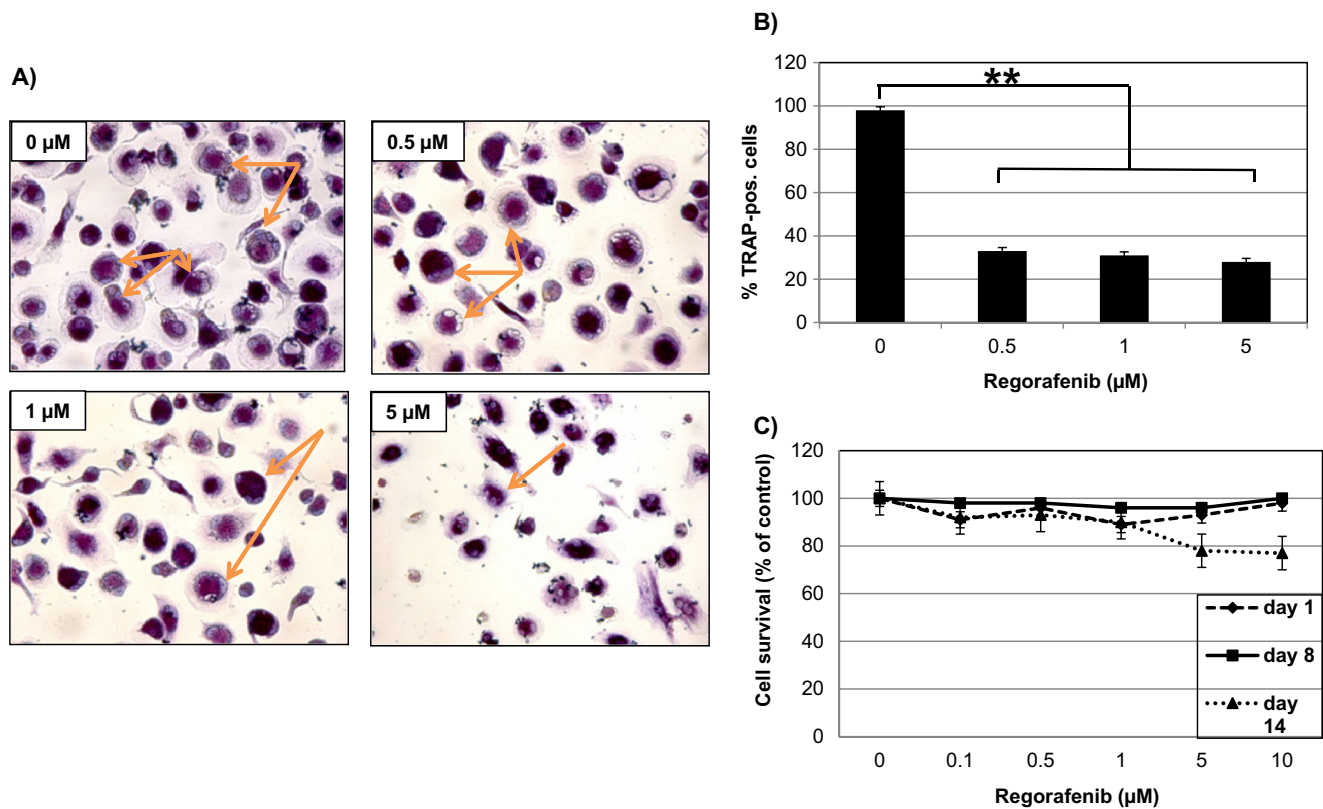 A)
0 µM
0.5 µM
1 µM
5 µM
B)
% TRAP-pos. cells
120
100
80
60
40
20
0
**
0 0.5 1 5
Regorafenib (µM)
C)
Cell survival (% of control)
120
100
80
60
40
20
0
day 1
day 8
day
14
0 0.1 0.5 1 5 10
Regorafenib (µM)